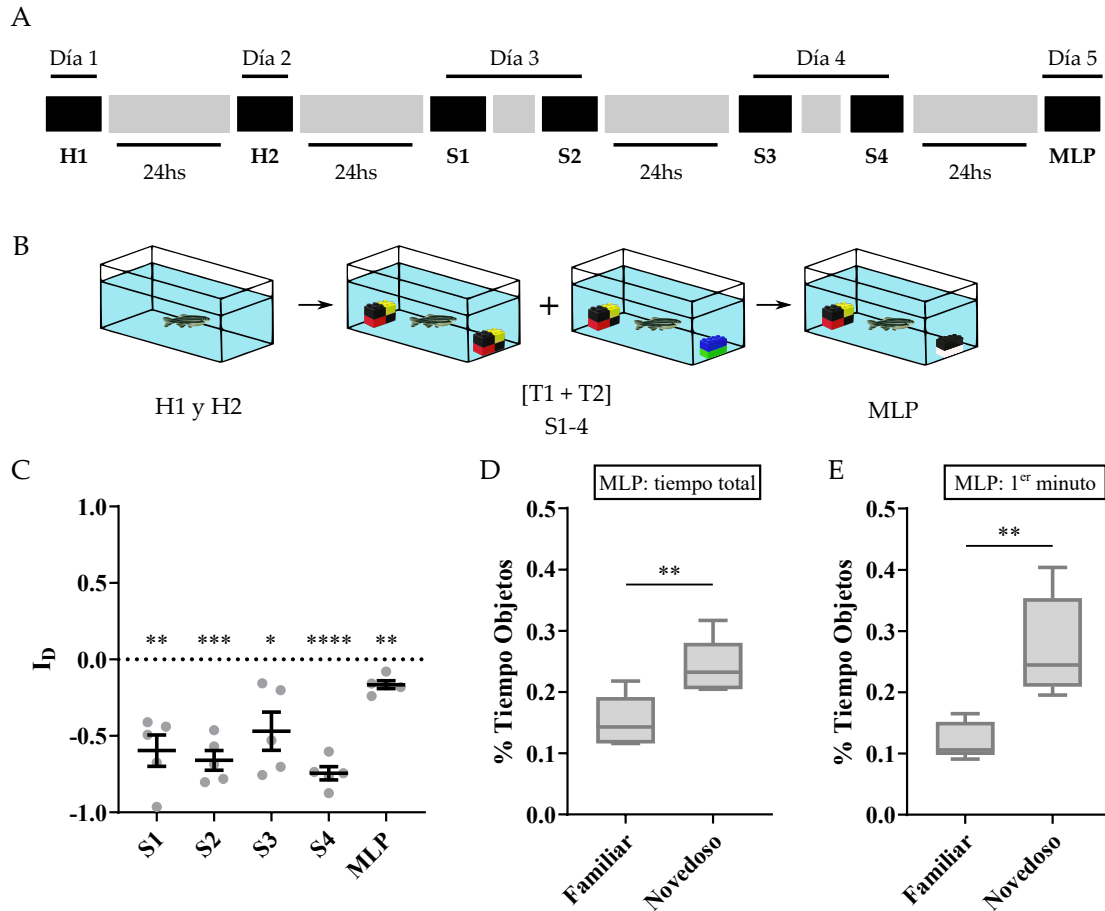 A
Día 1 Día 2 Día 3 Día 4 Día 5
H1 H2 S1 S2 S3 S4 MLP
24hs 24hs 24hs 24hs
B
+
H1 y H2 [T1 + T2] MLP
S1-4
C
1.0
0.5
0.0
-0.5
-1.0
I_D
** *** * **** **
S1 S2 S3 S4 MLP
D
MLP: tiempo total
% Tiempo Objetos
0.5
0.4
0.3
0.2
0.1
0.0
**
Familiar Novedoso
E
MLP: 1er minuto
% Tiempo Objetos
0.5
0.4
0.3
0.2
0.1
0.0
**
Familiar Novedoso